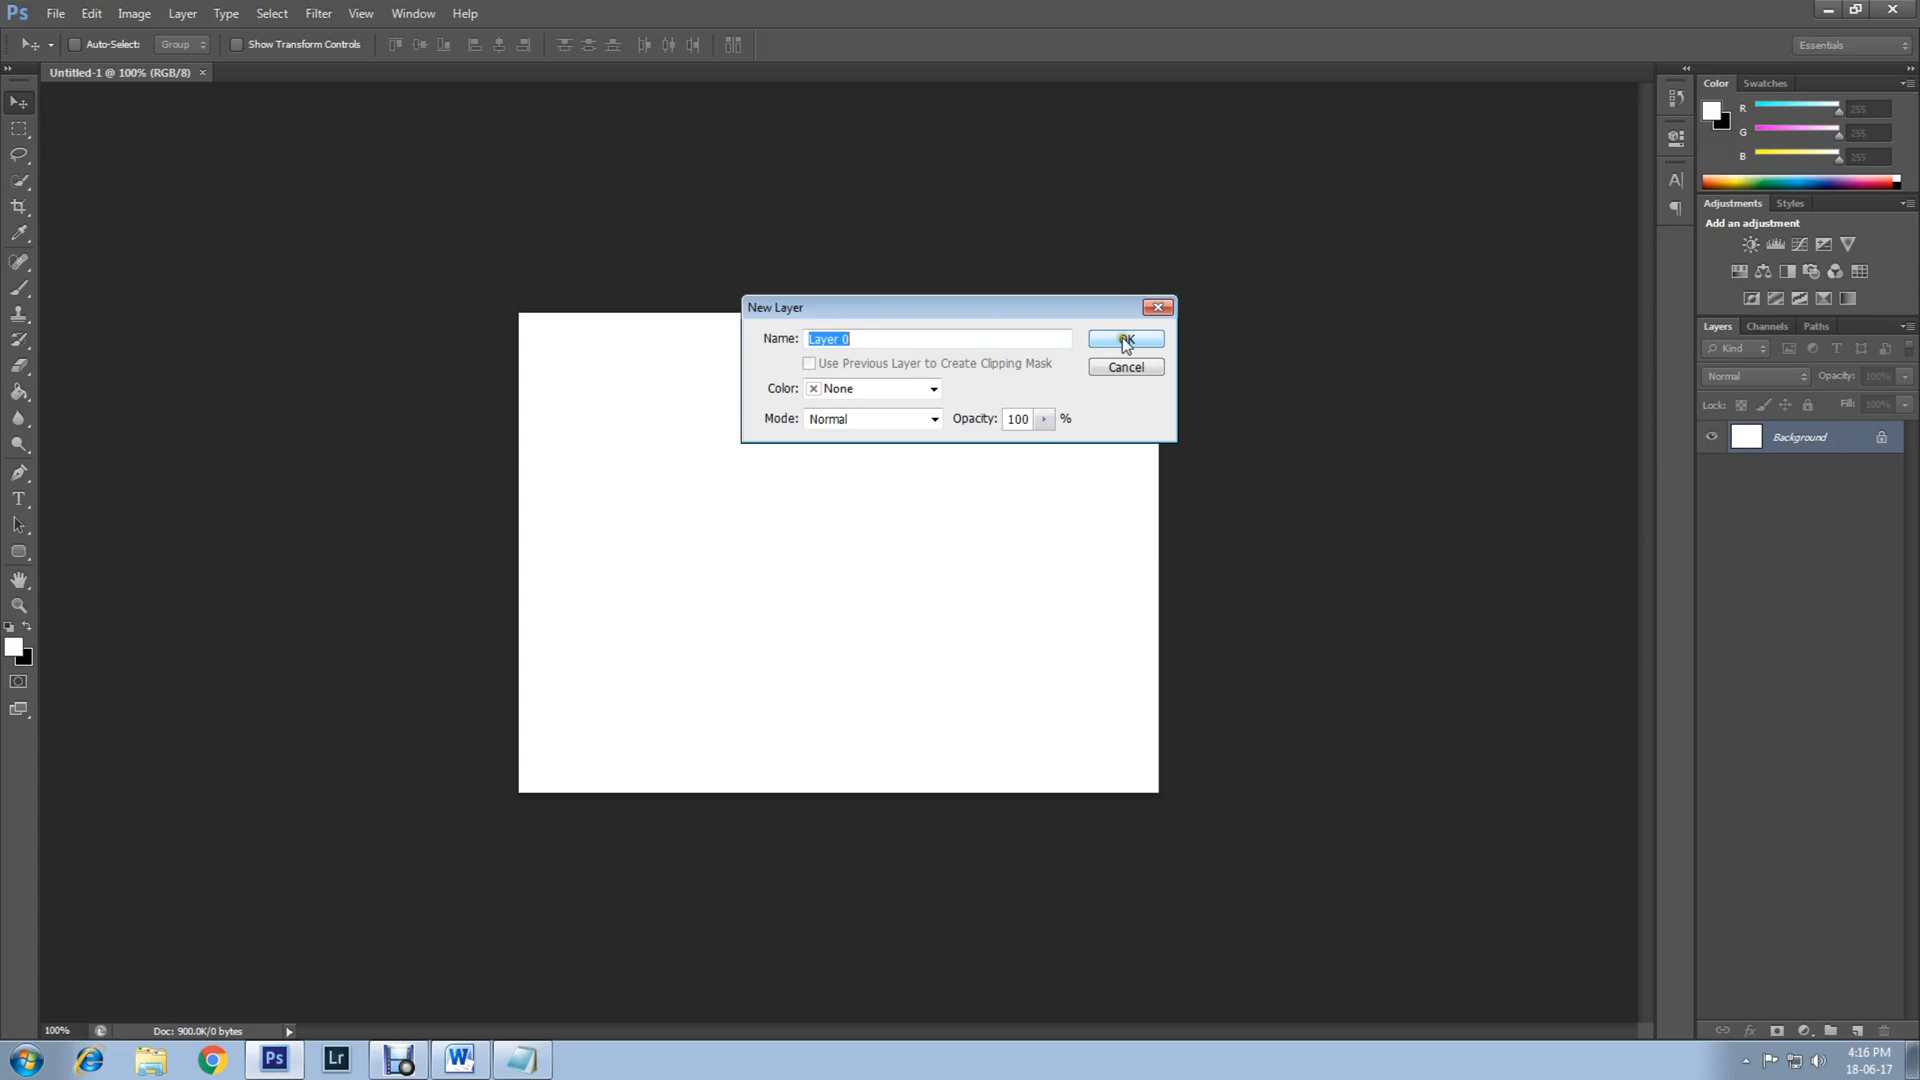 Ps File Edit Image Layer Type Select Filter View Window Help
Auto-Select: Group Show Transform Controls Essentials
Untitled-1 @ 100% (RGB/8) ×
Color Swatches
R 255
G 255
B 255
Adjustments Styles
Add an adjustment
New Layer
Name: Layer 0 OK
Use Previous Layer to Create Clipping Mask Cancel
Color: None
Mode: Normal Opacity: 100 %
Layers Channels Paths
Kind
Normal Opacity: 100%
Lock: Fill: 100%
Background
100% Doc: 900.0K/0 bytes
Ps Lr W
4:16 PM
18-06-17